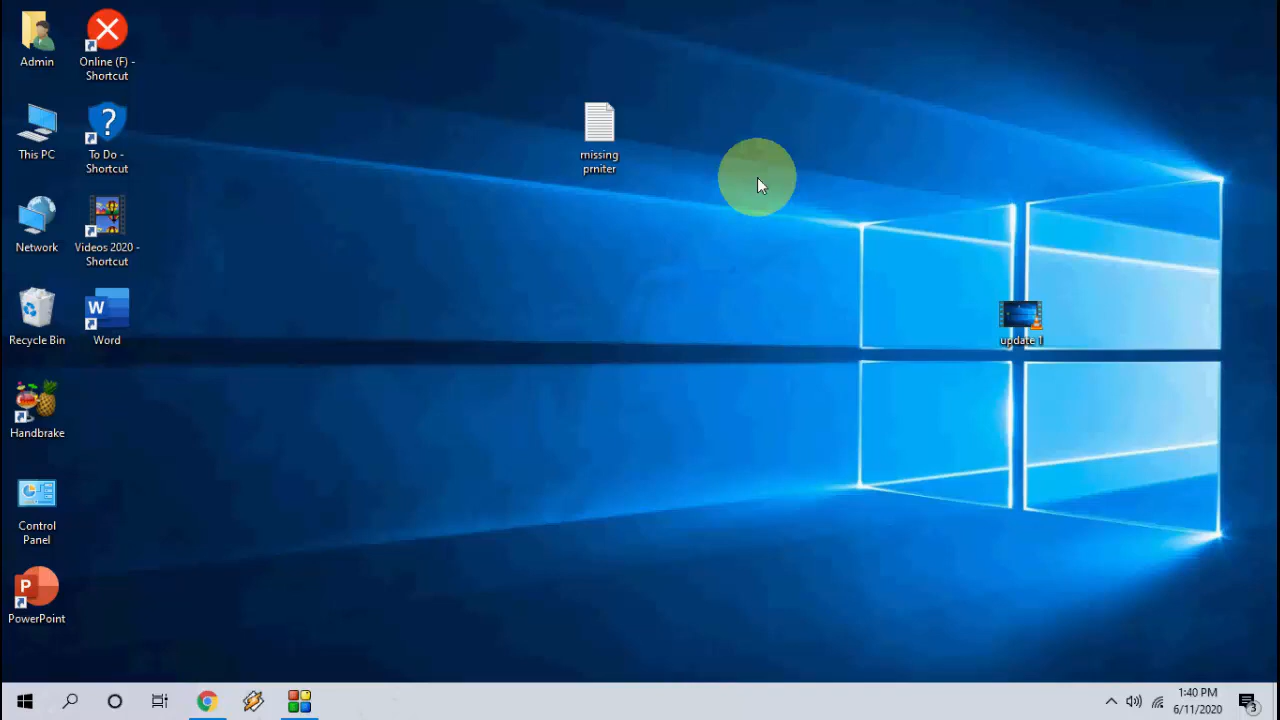 Admin
Online (F) -
Shortcut
This PC
To Do -
Shortcut
Network
Videos 2020 -
Shortcut
Recycle Bin
W
Word
Handbrake
Control
Panel
P
PowerPoint
missing
prniter
update 1
1:40 PM
6/11/2020
3